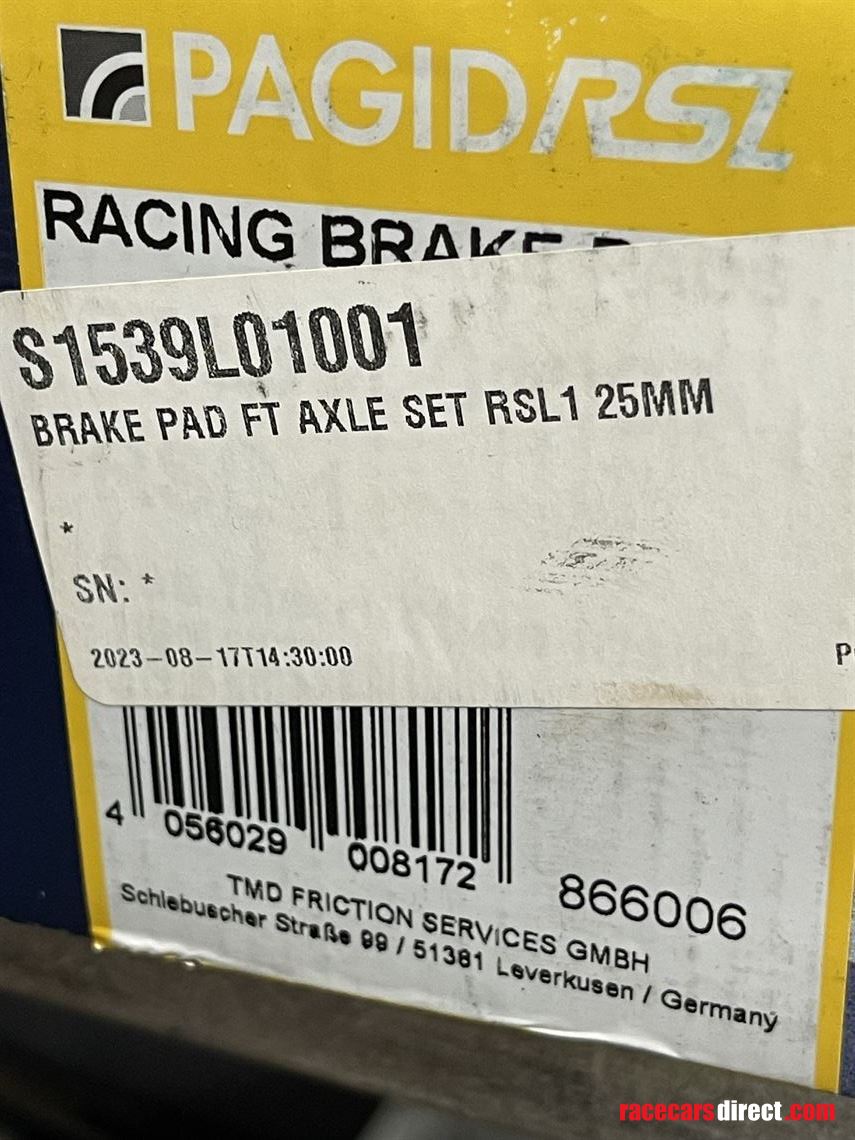 PAGID RSL
RACING BRAKE
S1539L01001
BRAKE PAD FT AXLE SET RSL1 25MM
*
SN: *
2023-08-17T14:30:00
4 056029 008172
866006
TMD FRICTION SERVICES GMBH
Schlebuscher Straße 99 / 51381 Leverkusen / Germany
racecarsdirect.com